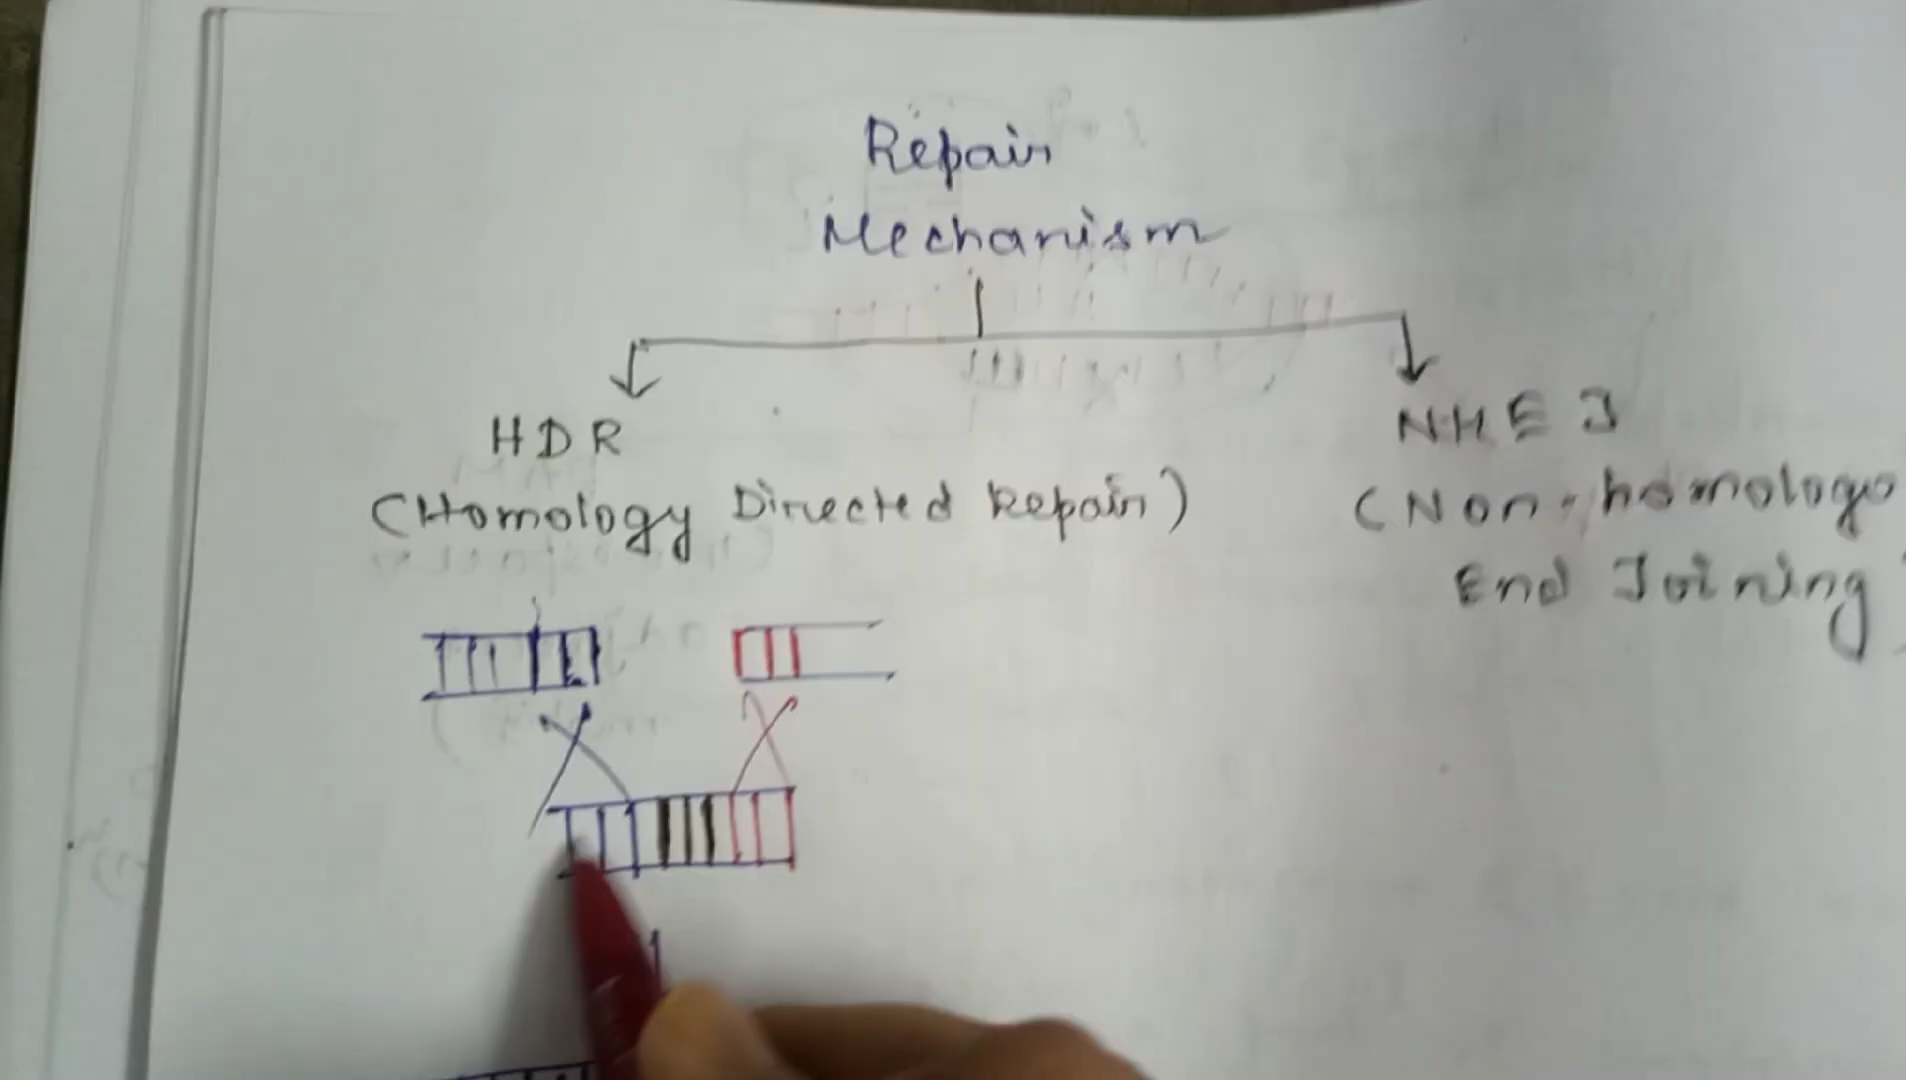 Repair
Mechanism
HDR
(Homology Directed Repair)
NHEJ
(Non-homologo
End Joining)